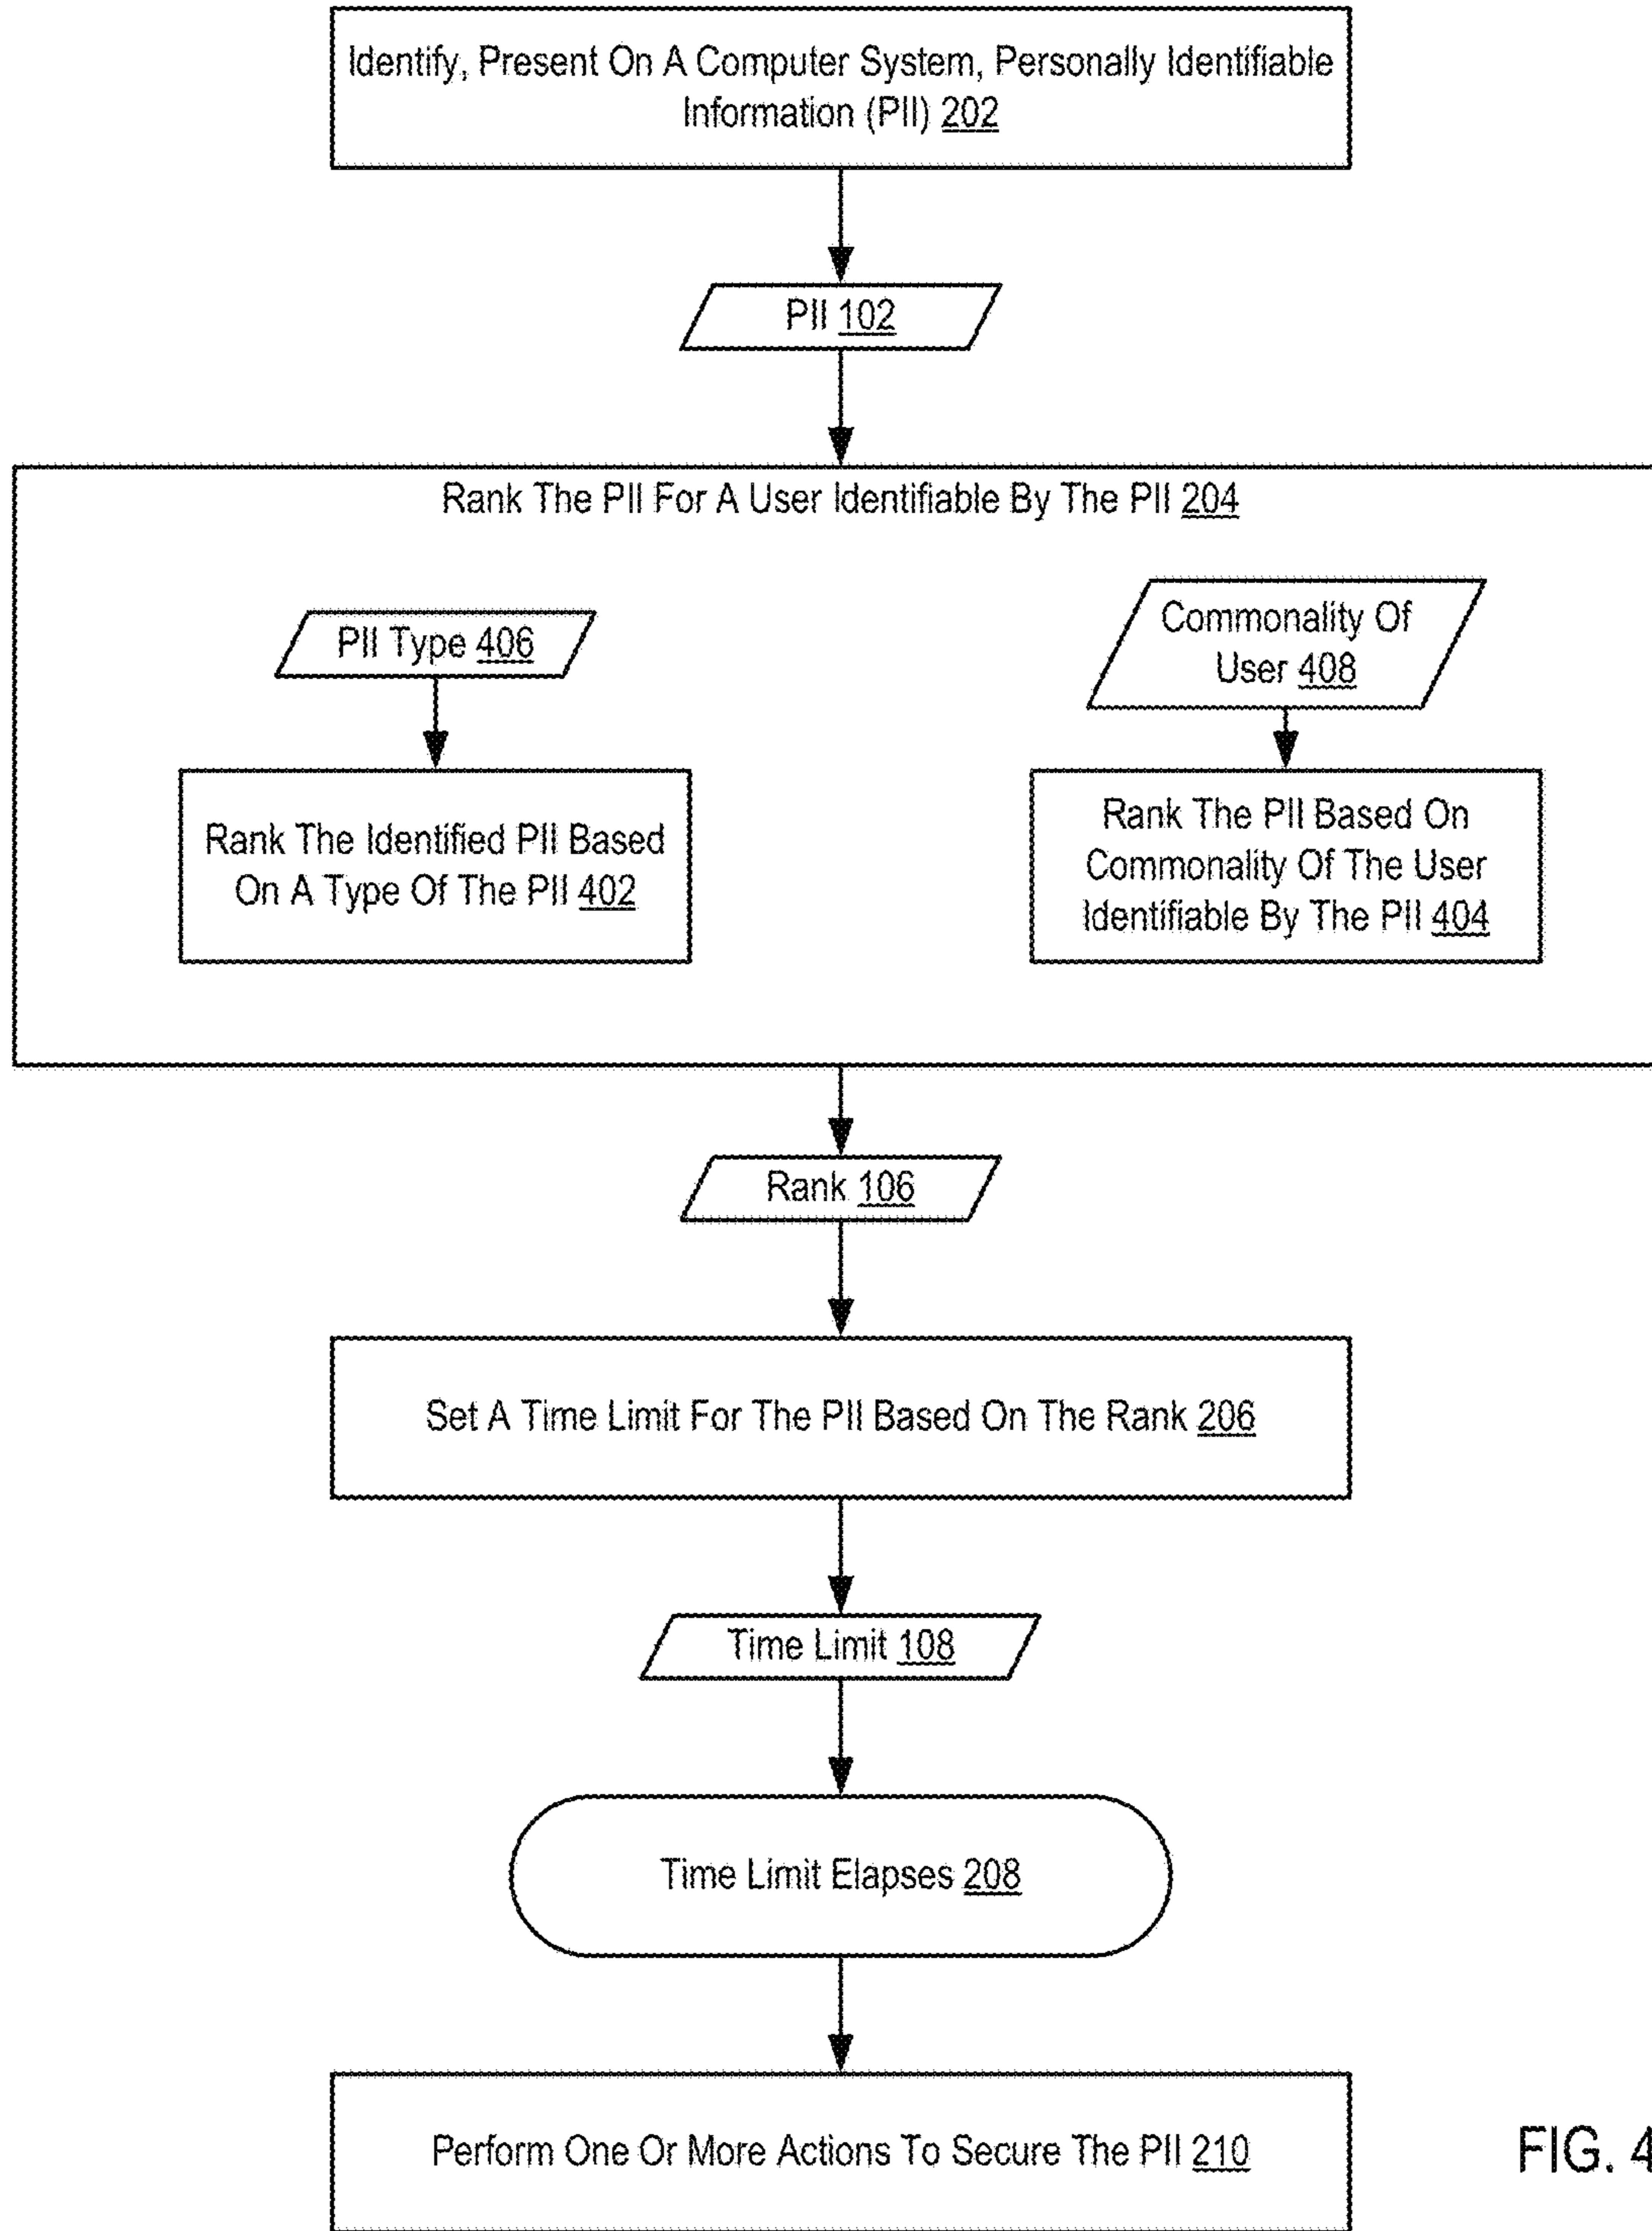 Identify, Present On A Computer System, Personally Identifiable
Information (PII) 202
PII 102
Rank The PII For A User Identifiable By The PII 204
PII Type 406
Commonality Of
User 408
Rank The Identified PII Based
On A Type Of The PII 402
Rank The PII Based On
Commonality Of The User
Identifiable By The PII 404
Rank 106
Set A Time Limit For The PII Based On The Rank 206
Time Limit 108
Time Limit Elapses 208
Perform One Or More Actions To Secure The PII 210
FIG. 4